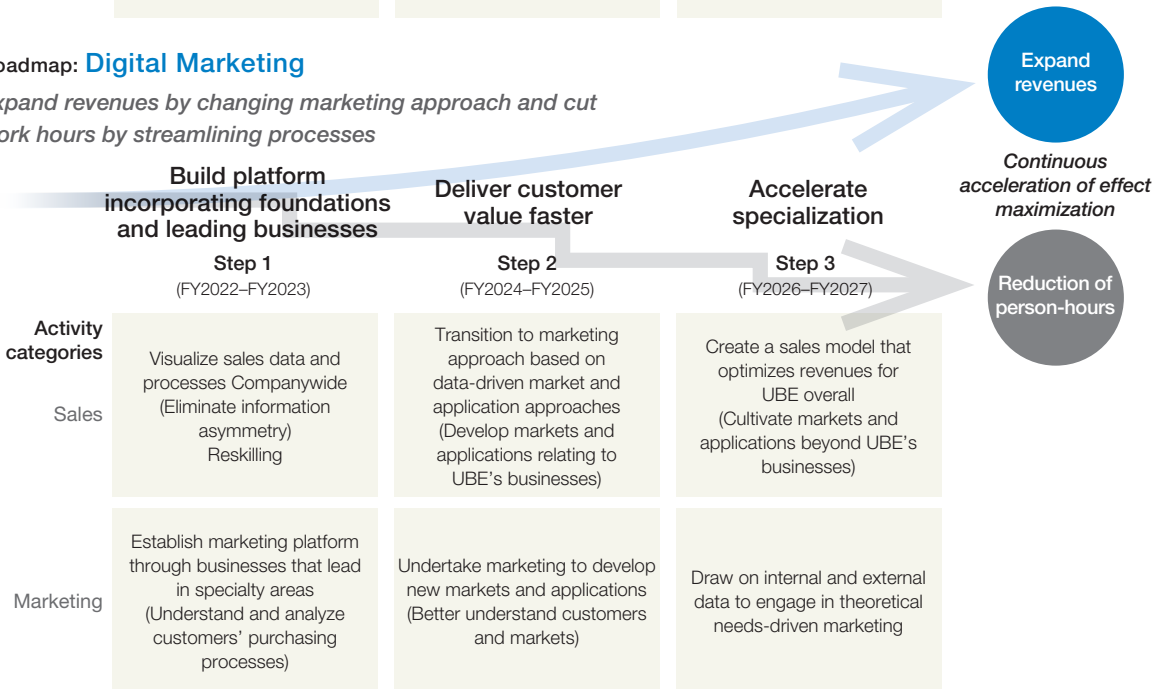 oadmap: Digital Marketing
xpand revenues by changing marketing approach and cut
ork hours by streamlining processes
Expand
revenues
Continuous
acceleration of effect
maximization
Reduction of
person-hours
Build platform
incorporating foundations
and leading businesses
Deliver customer
value faster
Accelerate
specialization
Step 1
(FY2022–FY2023)
Step 2
(FY2024–FY2025)
Step 3
(FY2026–FY2027)
Activity
categories
Sales
Visualize sales data and
processes Companywide
(Eliminate information
asymmetry)
Reskilling
Transition to marketing
approach based on
data-driven market and
application approaches
(Develop markets and
applications relating to
UBE’s businesses)
Create a sales model that
optimizes revenues for
UBE overall
(Cultivate markets and
applications beyond UBE’s
businesses)
Marketing
Establish marketing platform
through businesses that lead
in specialty areas
(Understand and analyze
customers’ purchasing
processes)
Undertake marketing to develop
new markets and applications
(Better understand customers
and markets)
Draw on internal and external
data to engage in theoretical
needs-driven marketing